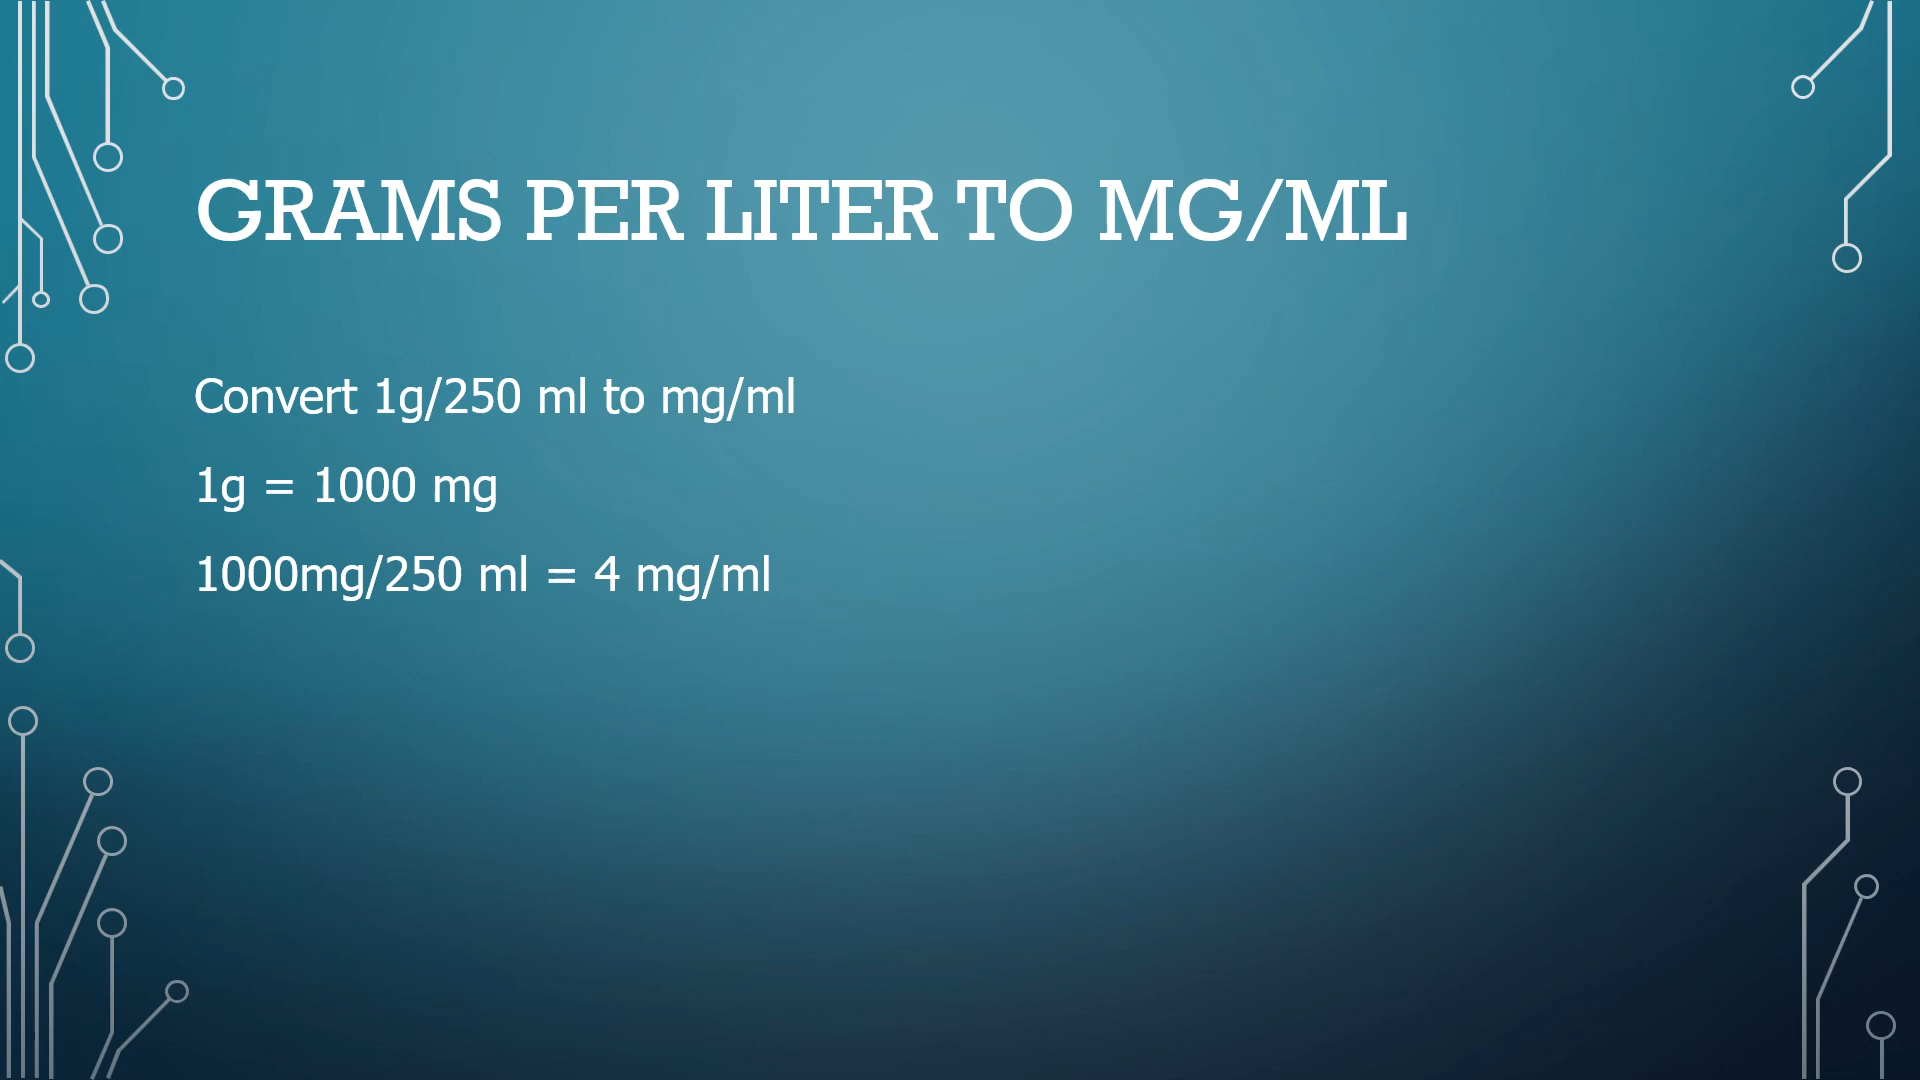 GRAMS PER LITER TO MG/ML
Convert 1g/250 ml to mg/ml
1g = 1000 mg
1000mg/250 ml = 4 mg/ml